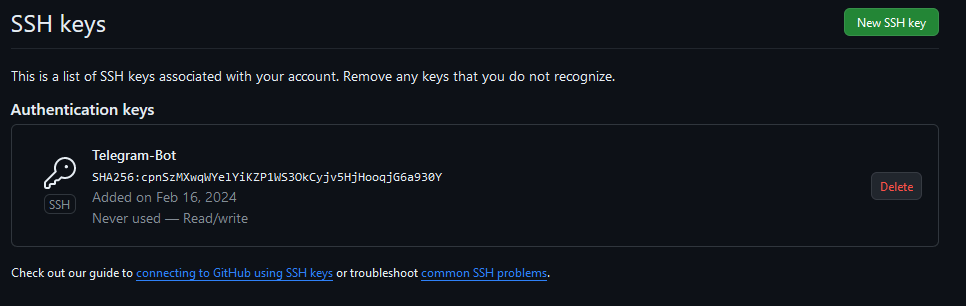 SSH keys
New SSH key
This is a list of SSH keys associated with your account. Remove any keys that you do not recognize.
Authentication keys
Telegram-Bot
SHA256:cpnSzMXwqWYelYiKZP1WS3OkCyjv5HjHooqjG6a930Y
SSH
Added on Feb 16, 2024
Never used — Read/write
Delete
Check out our guide to connecting to GitHub using SSH keys or troubleshoot common SSH problems.